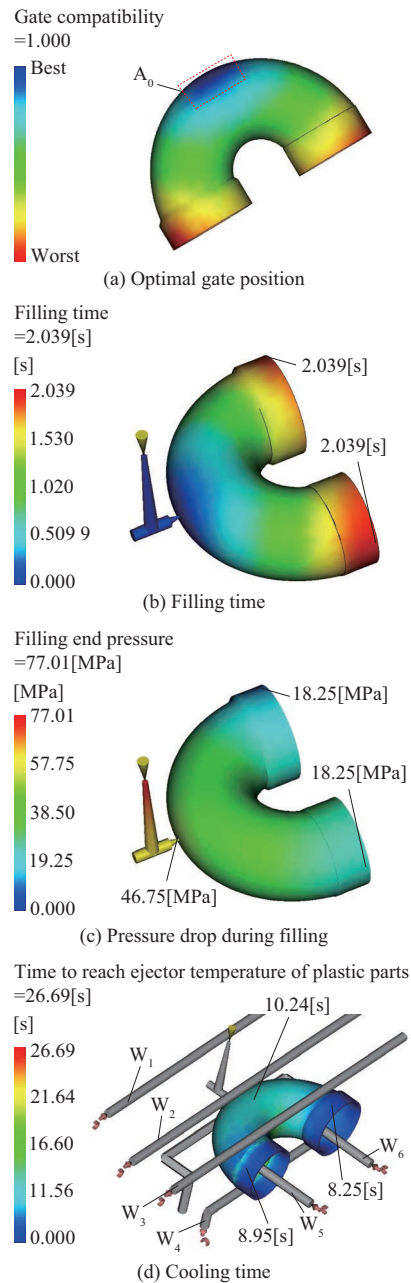 Gate compatibility
=1.000
Best
A₀
Worst
(a) Optimal gate position
Filling time
=2.039[s]
[s]
2.039
1.530
1.020
0.509 9
0.000
2.039[s]
2.039[s]
(b) Filling time
Filling end pressure
=77.01[MPa]
[MPa]
77.01
57.75
38.50
19.25
0.000
18.25[MPa]
18.25[MPa]
46.75[MPa]
(c) Pressure drop during filling
Time to reach ejector temperature of plastic parts
=26.69[s]
[s]
26.69
21.64
16.60
11.56
0.000
10.24[s]
W₁
W₂
W₃
W₄
W₅
W₆
8.25[s]
8.95[s]
(d) Cooling time